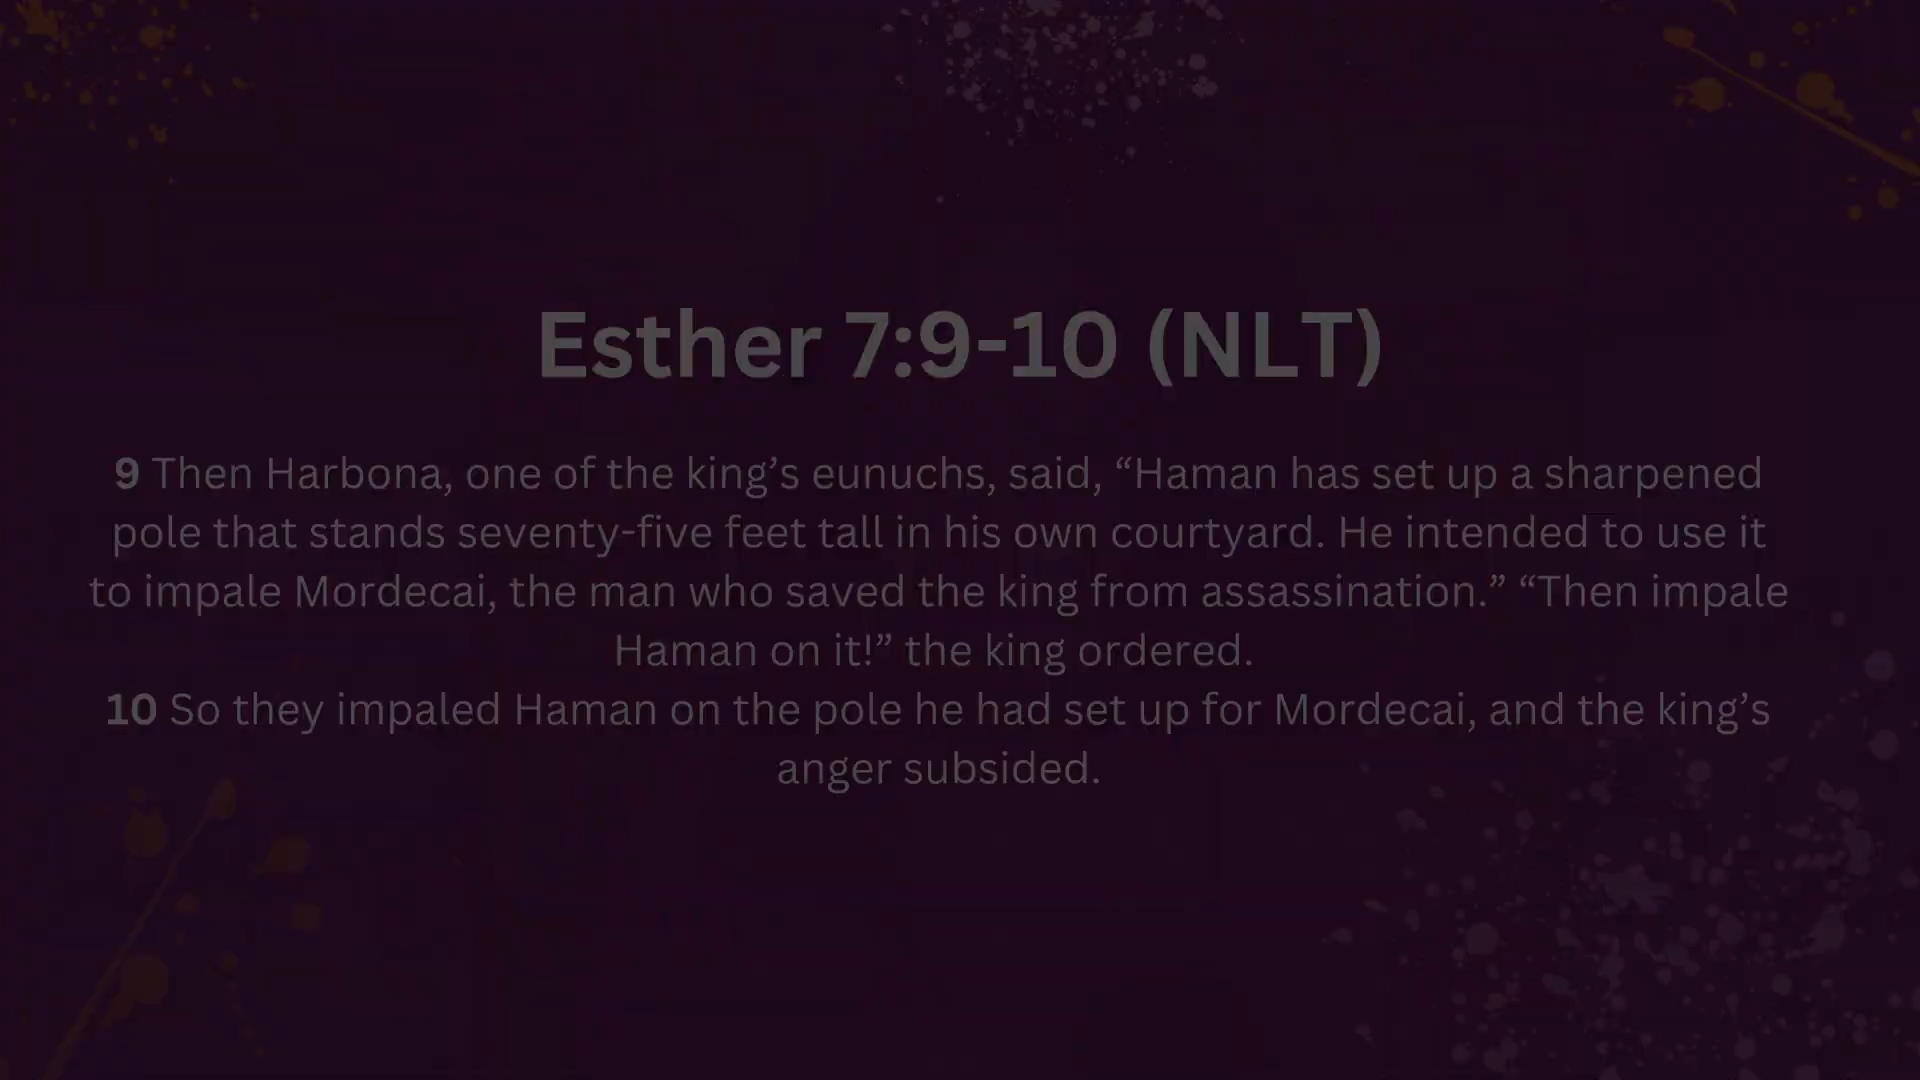 Esther 7:9-10 (NLT)
9 Then Harbona, one of the king’s eunuchs, said, “Haman has set up a sharpened
pole that stands seventy-five feet tall in his own courtyard. He intended to use it
to impale Mordecai, the man who saved the king from assassination.” “Then impale
Haman on it!” the king ordered.
10 So they impaled Haman on the pole he had set up for Mordecai, and the king’s
anger subsided.